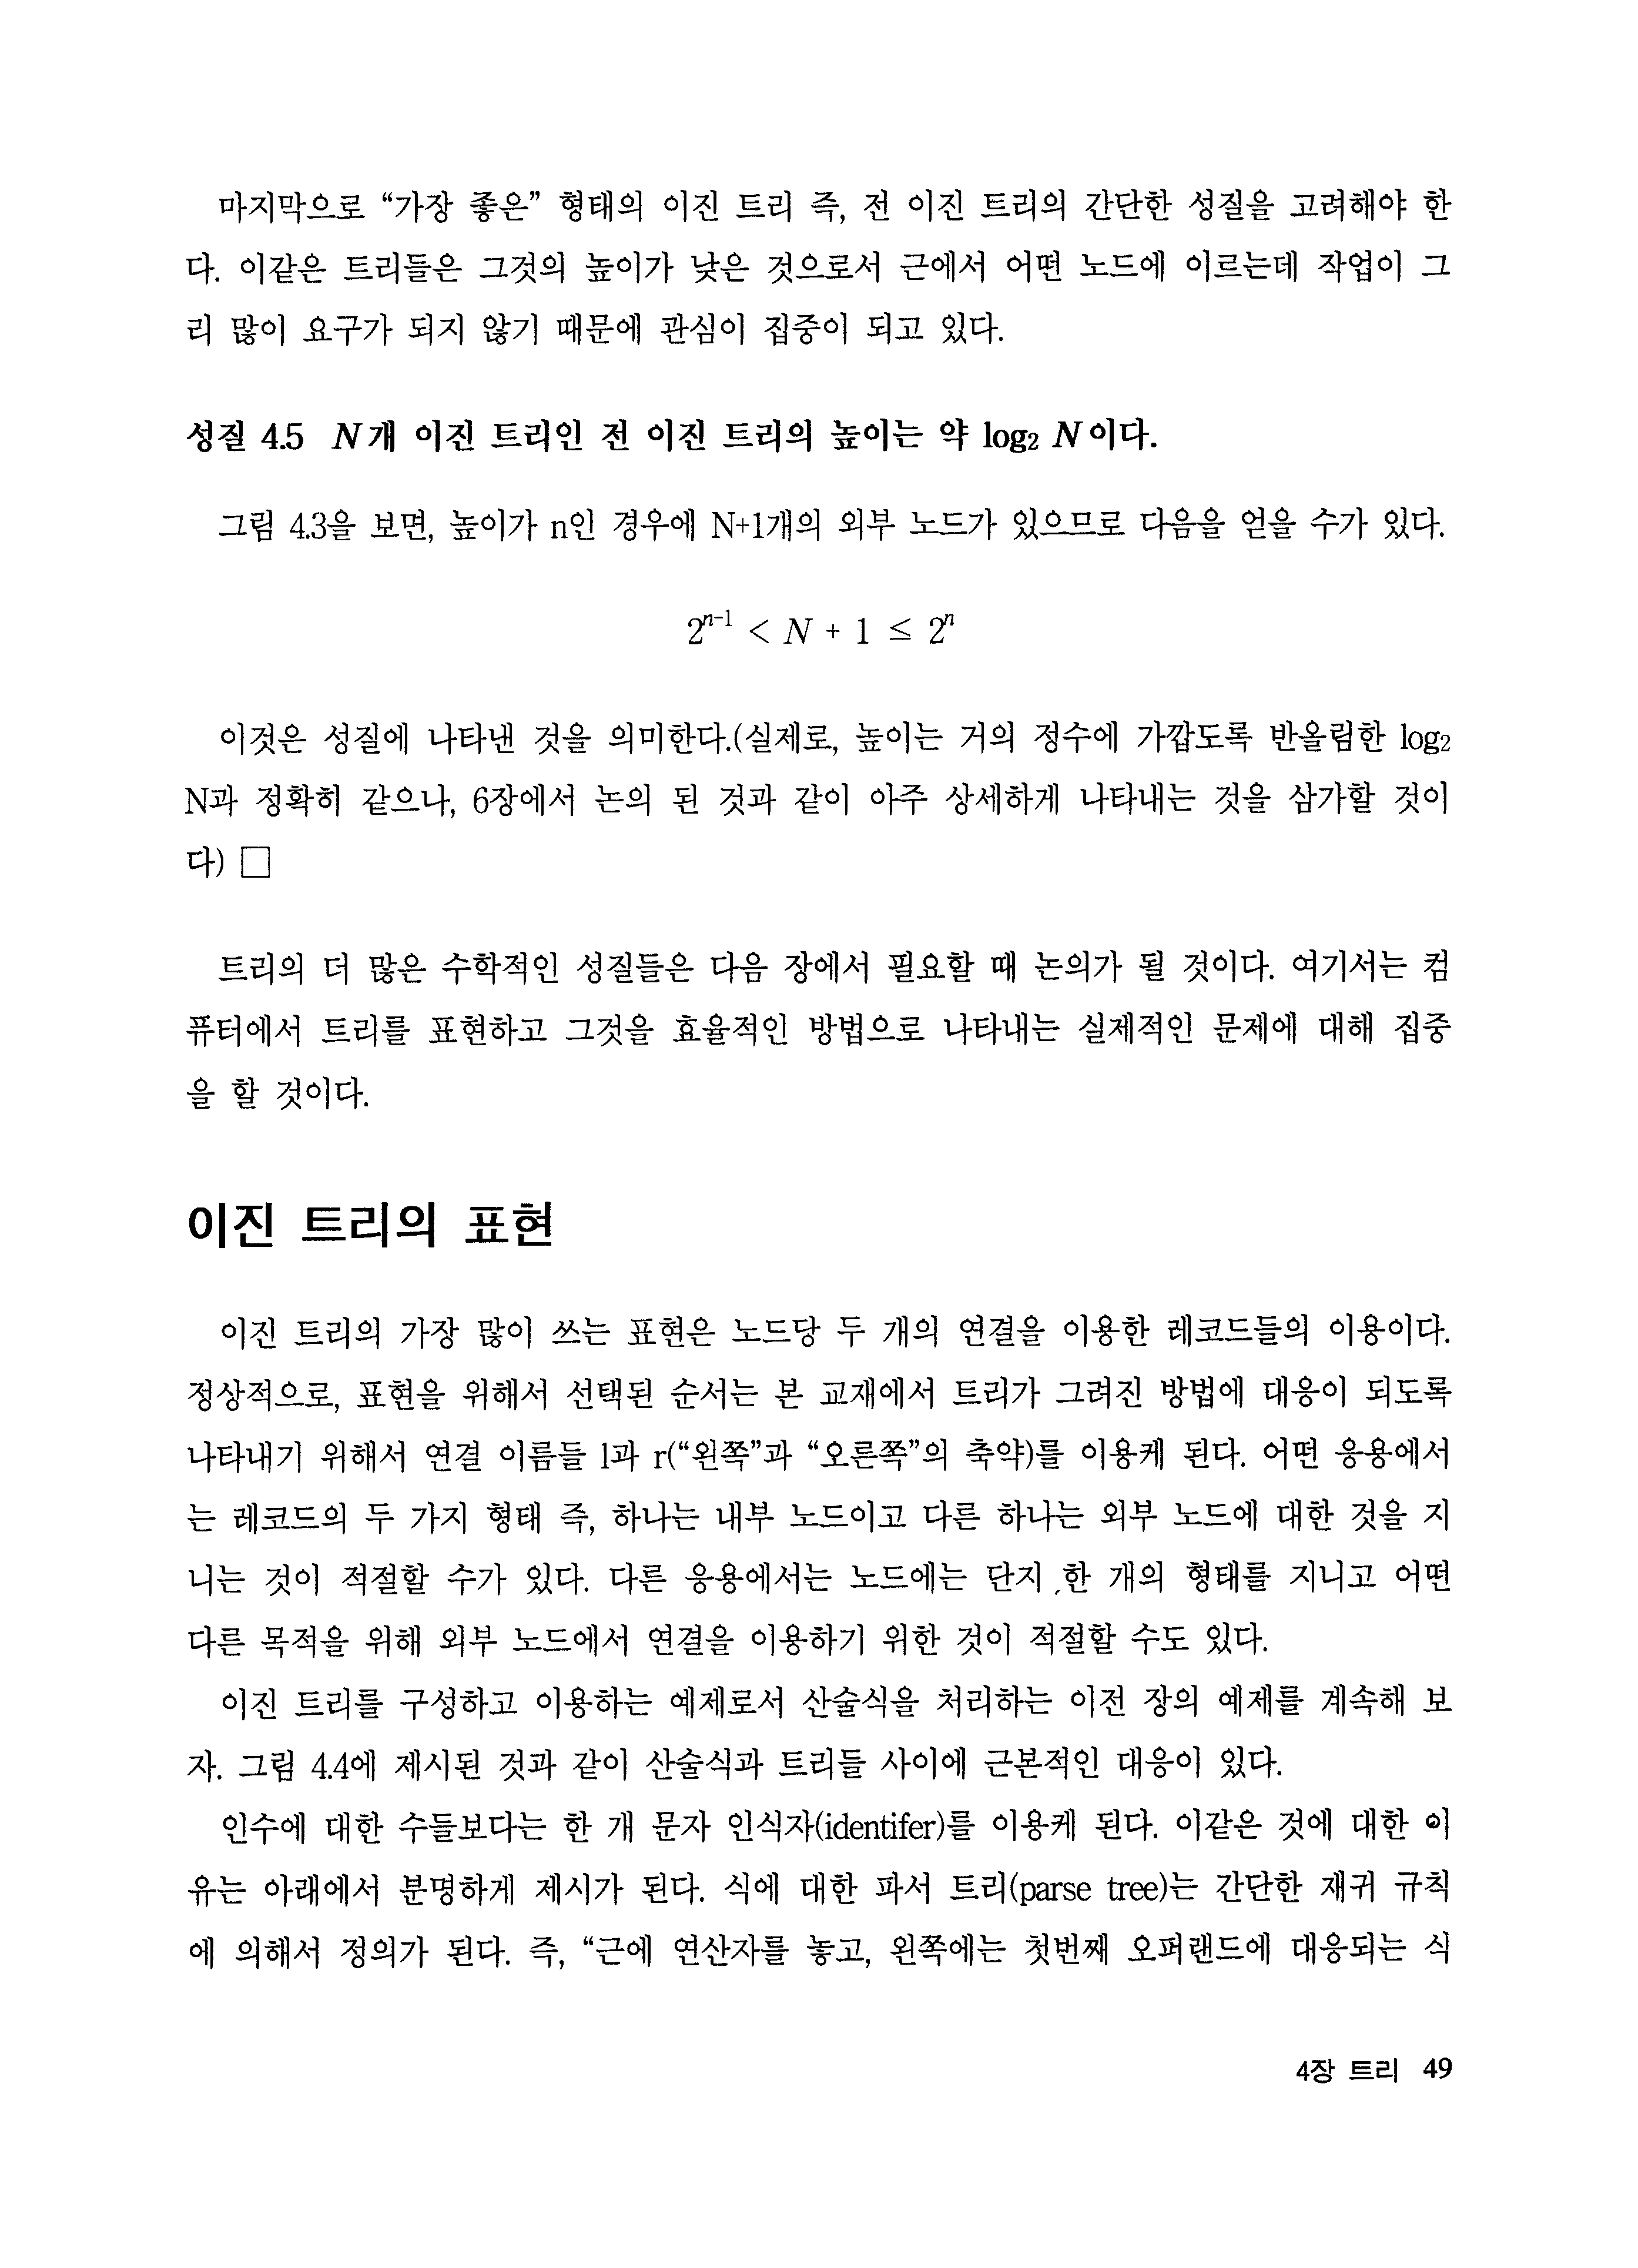 마지막으로 “가장 좋은” 형태의 이진 트리 즉, 전 이진 트리의 간단한 성질을 고려해야 한
다. 이같은 트리들은 그것의 높이가 낮은 것으로서 근에서 어떤 노드에 이르는데 작업이 그
리 많이 요구가 되지 않기 때문에 관심이 집중이 되고 있다.
성질 4.5 N개 이진 트리인 전 이진 트리의 높이는 약 log₂ N이다.
그림 4.3을 보면, 높이가 n인 경우에 N+1개의 외부 노드가 있으므로 다음을 얻을 수가 있다.
2ⁿ⁻¹ < N + 1 ≤ 2ⁿ
이것은 성질에 나타낸 것을 의미한다.(실제로, 높이는 거의 정수에 가깝도록 반올림한 log₂
N과 정확히 같으나, 6장에서 논의 된 것과 같이 아주 상세하게 나타내는 것을 삼가할 것이
다) □
트리의 더 많은 수학적인 성질들은 다음 장에서 필요할 때 논의가 될 것이다. 여기서는 컴
퓨터에서 트리를 표현하고 그것을 효율적인 방법으로 나타내는 실제적인 문제에 대해 집중
을 할 것이다.
이진 트리의 표현
이진 트리의 가장 많이 쓰는 표현은 노드당 두 개의 연결을 이용한 레코드들의 이용이다.
정상적으로, 표현을 위해서 선택된 순서는 본 교재에서 트리가 그려진 방법에 대응이 되도록
나타내기 위해서 연결 이름들 l과 r(“왼쪽”과 “오른쪽”의 축약)를 이용케 된다. 어떤 응용에서
는 레코드의 두 가지 형태 즉, 하나는 내부 노드이고 다른 하나는 외부 노드에 대한 것을 지
니는 것이 적절할 수가 있다. 다른 응용에서는 노드에는 단지 한 개의 형태를 지니고 어떤
다른 목적을 위해 외부 노드에서 연결을 이용하기 위한 것이 적절할 수도 있다.
이진 트리를 구성하고 이용하는 예제로서 산술식을 처리하는 이전 장의 예제를 계속해 보
자. 그림 4.4에 제시된 것과 같이 산술식과 트리들 사이에 근본적인 대응이 있다.
인수에 대한 수들보다는 한 개 문자 인식자(identifer)를 이용케 된다. 이같은 것에 대한 이
유는 아래에서 분명하게 제시가 된다. 식에 대한 파서 트리(parse tree)는 간단한 재귀 규칙
에 의해서 정의가 된다. 즉, “근에 연산자를 놓고, 왼쪽에는 첫번째 오퍼랜드에 대응되는 식
4장 트리 49